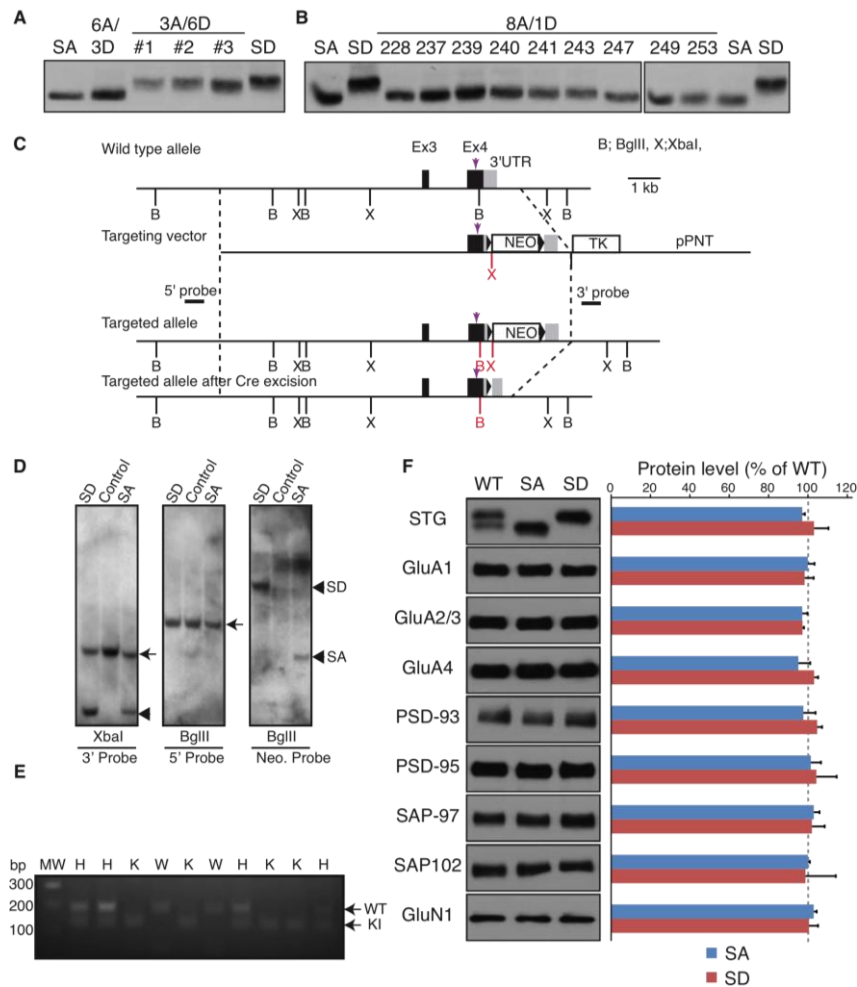 A
6A/ 3A/6D
SA 3D #1 #2 #3 SD
B
8A/1D
SA SD 228 237 239 240 241 243 247 249 253 SA SD
C
Wild type allele
Ex3 Ex4
3'UTR
B; BglII, X;XbaI,
1 kb
B B XB X B X B
Targeting vector
NEO TK pPNT
X
5' probe
3' probe
Targeted allele
NEO
B B XB X B X X B
Targeted allele after Cre excision
B B XB X B X B
D
SD Control SA
SD Control SA
SD Control SA
SD
SA
XbaI BglII BglII
3' Probe 5' Probe Neo. Probe
E
bp MW H H K W K W H K K H
300
200
WT
100
KI
F
Protein level (% of WT)
WT SA SD
0 20 40 60 80 100 120
STG
GluA1
GluA2/3
GluA4
PSD-93
PSD-95
SAP-97
SAP102
GluN1
SA
SD